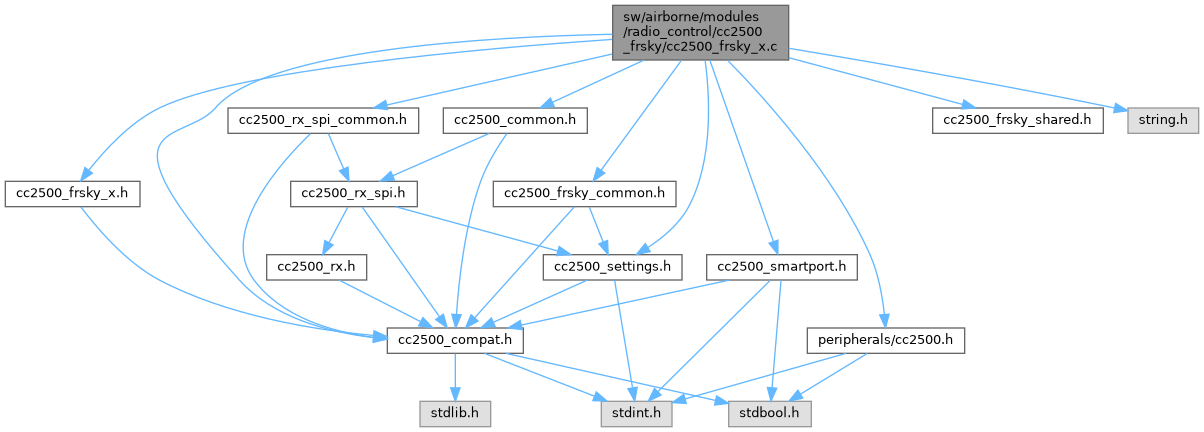 sw/airborne/modules
/radio_control/cc2500
_frsky/cc2500_frsky_x.c
cc2500_rx_spi_common.h
cc2500_common.h
cc2500_frsky_shared.h
string.h
cc2500_frsky_x.h
cc2500_rx_spi.h
cc2500_frsky_common.h
cc2500_rx.h
cc2500_settings.h
cc2500_smartport.h
cc2500_compat.h
peripherals/cc2500.h
stdlib.h
stdint.h
stdbool.h